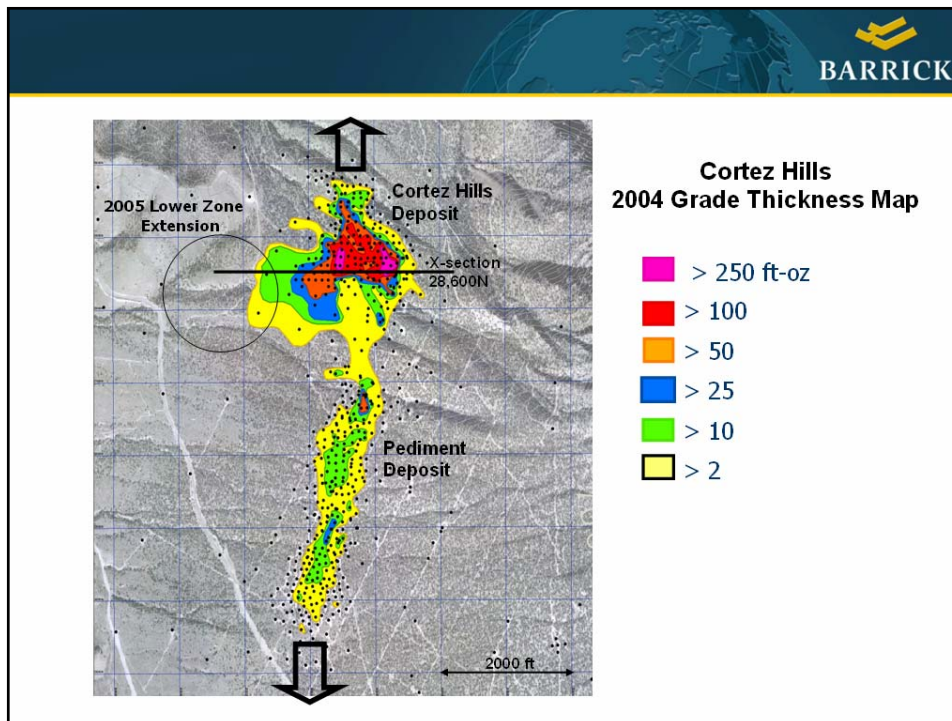 BARRICK
Cortez Hills
2004 Grade Thickness Map
2005 Lower Zone
Extension
Cortez Hills
Deposit
X-section
28,600N
Pediment
Deposit
2000 ft
> 250 ft-oz
> 100
> 50
> 25
> 10
> 2